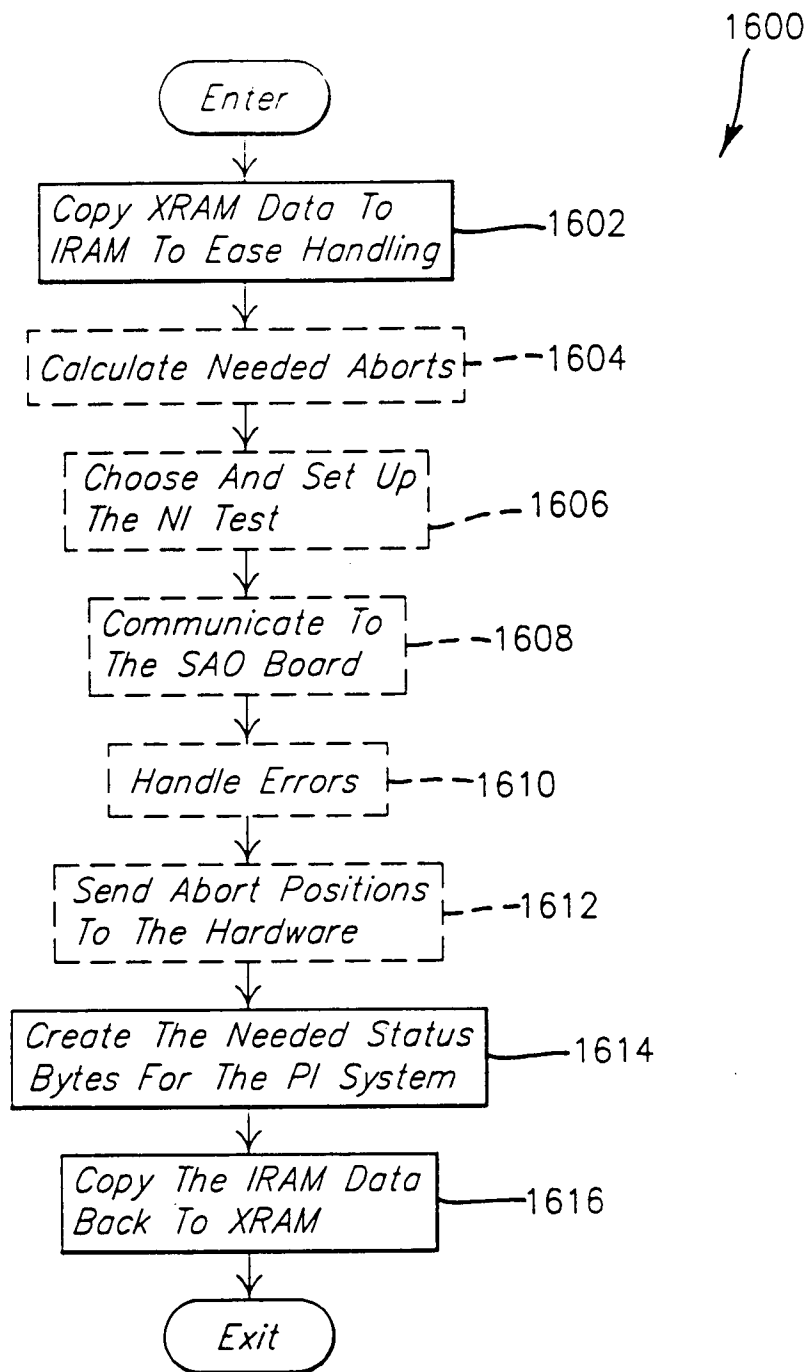 1600
Enter
Copy XRAM Data To
IRAM To Ease Handling
1602
Calculate Needed Aborts
1604
Choose And Set Up
The NI Test
1606
Communicate To
The SAO Board
1608
Handle Errors
1610
Send Abort Positions
To The Hardware
1612
Create The Needed Status
Bytes For The PI System
1614
Copy The IRAM Data
Back To XRAM
1616
Exit